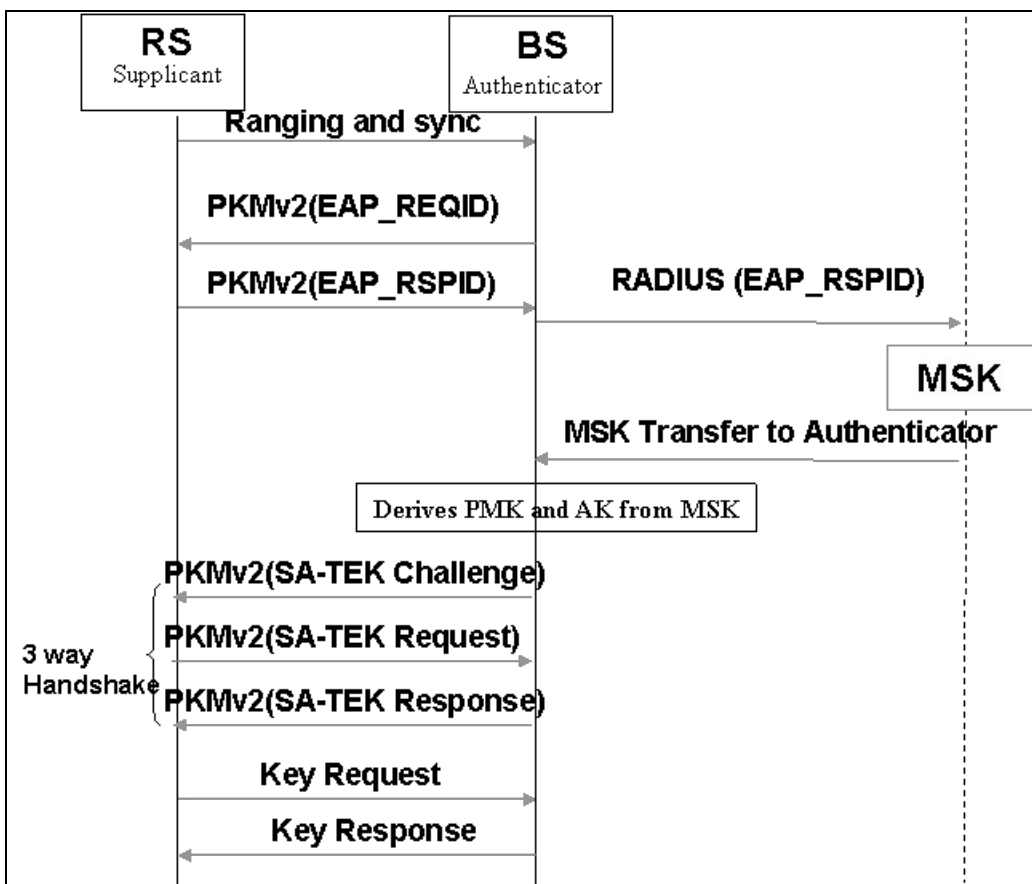 RS
Supplicant
BS
Authenticator
Ranging and sync
PKMv2(EAP_REQID)
PKMv2(EAP_RSPID)
RADIUS (EAP_RSPID)
MSK
MSK Transfer to Authenticator
Derives PMK and AK from MSK
PKMv2(SA-TEK Challenge)
PKMv2(SA-TEK Request)
3 way
Handshake
PKMv2(SA-TEK Response)
Key Request
Key Response